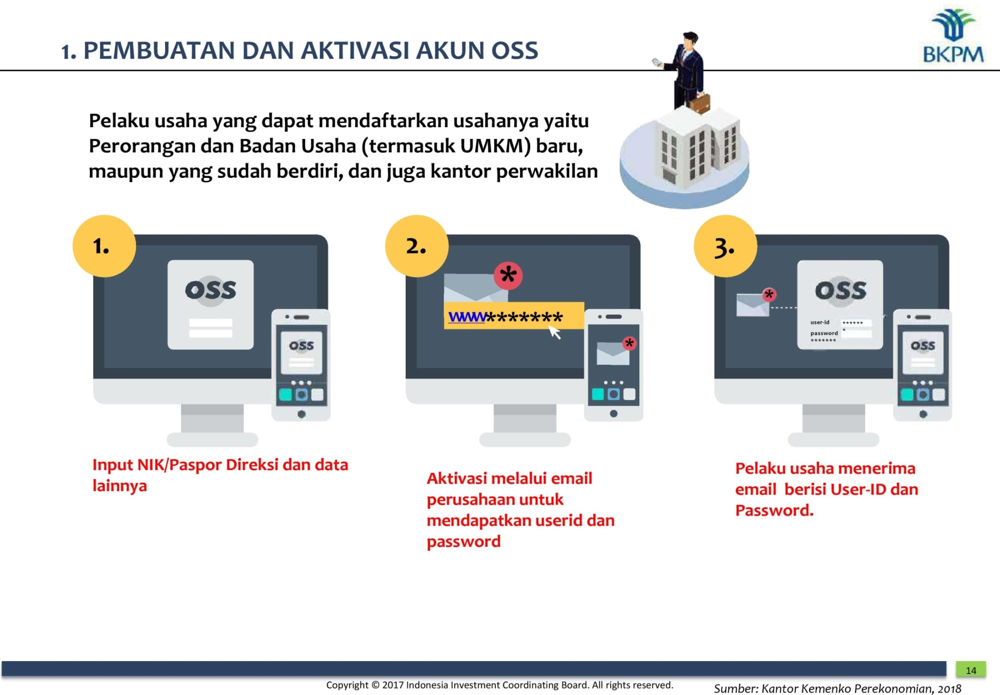 1. PEMBUATAN DAN AKTIVASI AKUN OSS
BKPM
Pelaku usaha yang dapat mendaftarkan usahanya yaitu
Perorangan dan Badan Usaha (termasuk UMKM) baru,
maupun yang sudah berdiri, dan juga kantor perwakilan
1.
OSS
OSS
Input NIK/Paspor Direksi dan data
lainnya
2.
*
www*******
*
Aktivasi melalui email
perusahaan untuk
mendapatkan userid dan
password
3.
*
OSS
user-id ******
password *
*******
OSS
Pelaku usaha menerima
email berisi User-ID dan
Password.
14
Copyright © 2017 Indonesia Investment Coordinating Board. All rights reserved.
Sumber: Kantor Kemenko Perekonomian, 2018